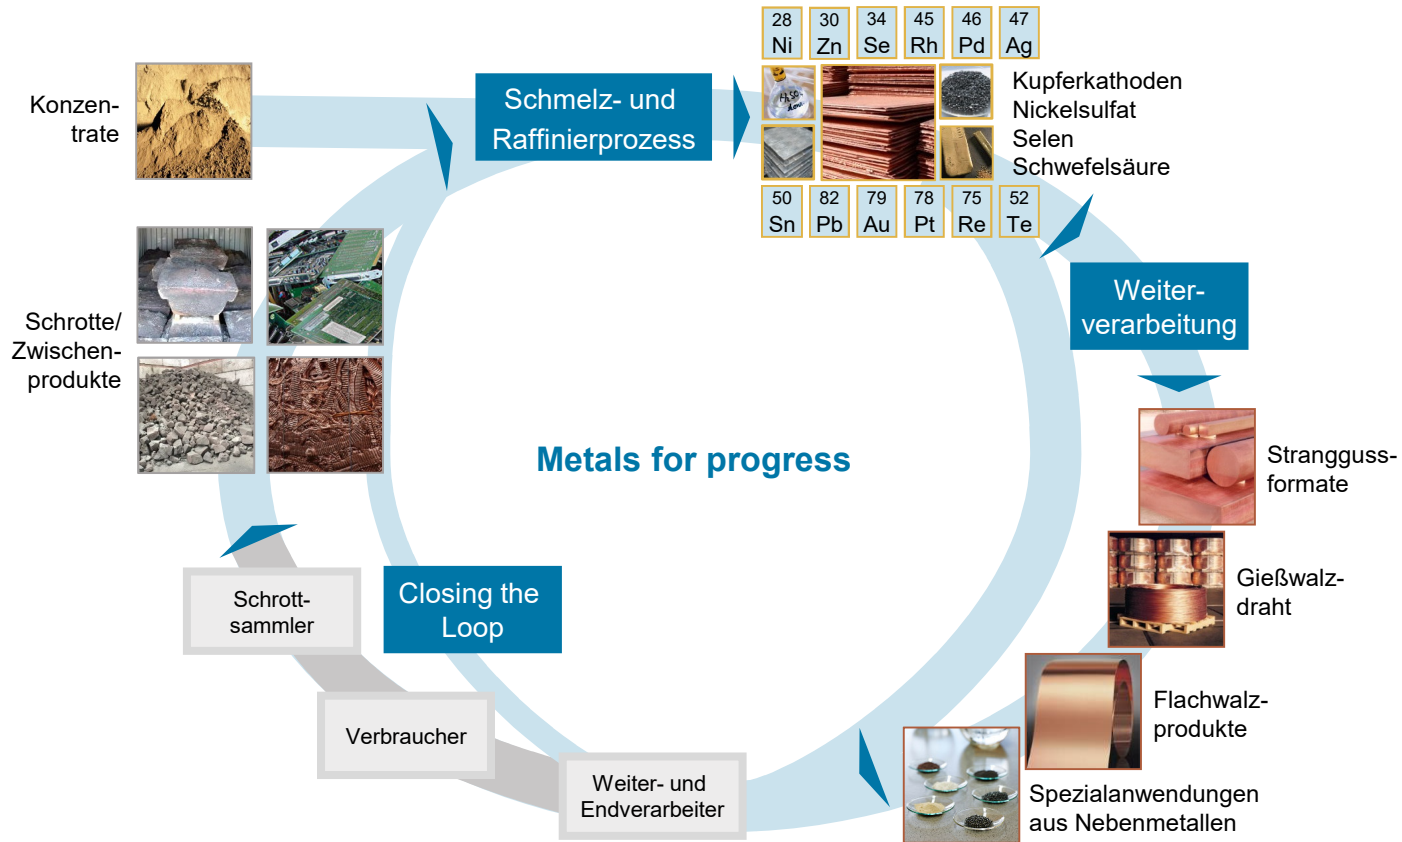 28 30 34 45 46 47
Ni Zn Se Rh Pd Ag
Konzen-
trate
Schmelz- und
Raffinierprozess
H₂SO₄
Kupferkathoden
Nickelsulfat
Selen
Schwefelsäure
50 82 79 78 75 52
Sn Pb Au Pt Re Te
Weiter-
verarbeitung
Schrotte/
Zwischen-
produkte
Metals for progress
Strangguss-
formate
Gießwalz-
draht
Flachwalz-
produkte
Spezialanwendungen
aus Nebenmetallen
Closing the
Loop
Schrott-
sammler
Verbraucher
Weiter- und
Endverarbeiter